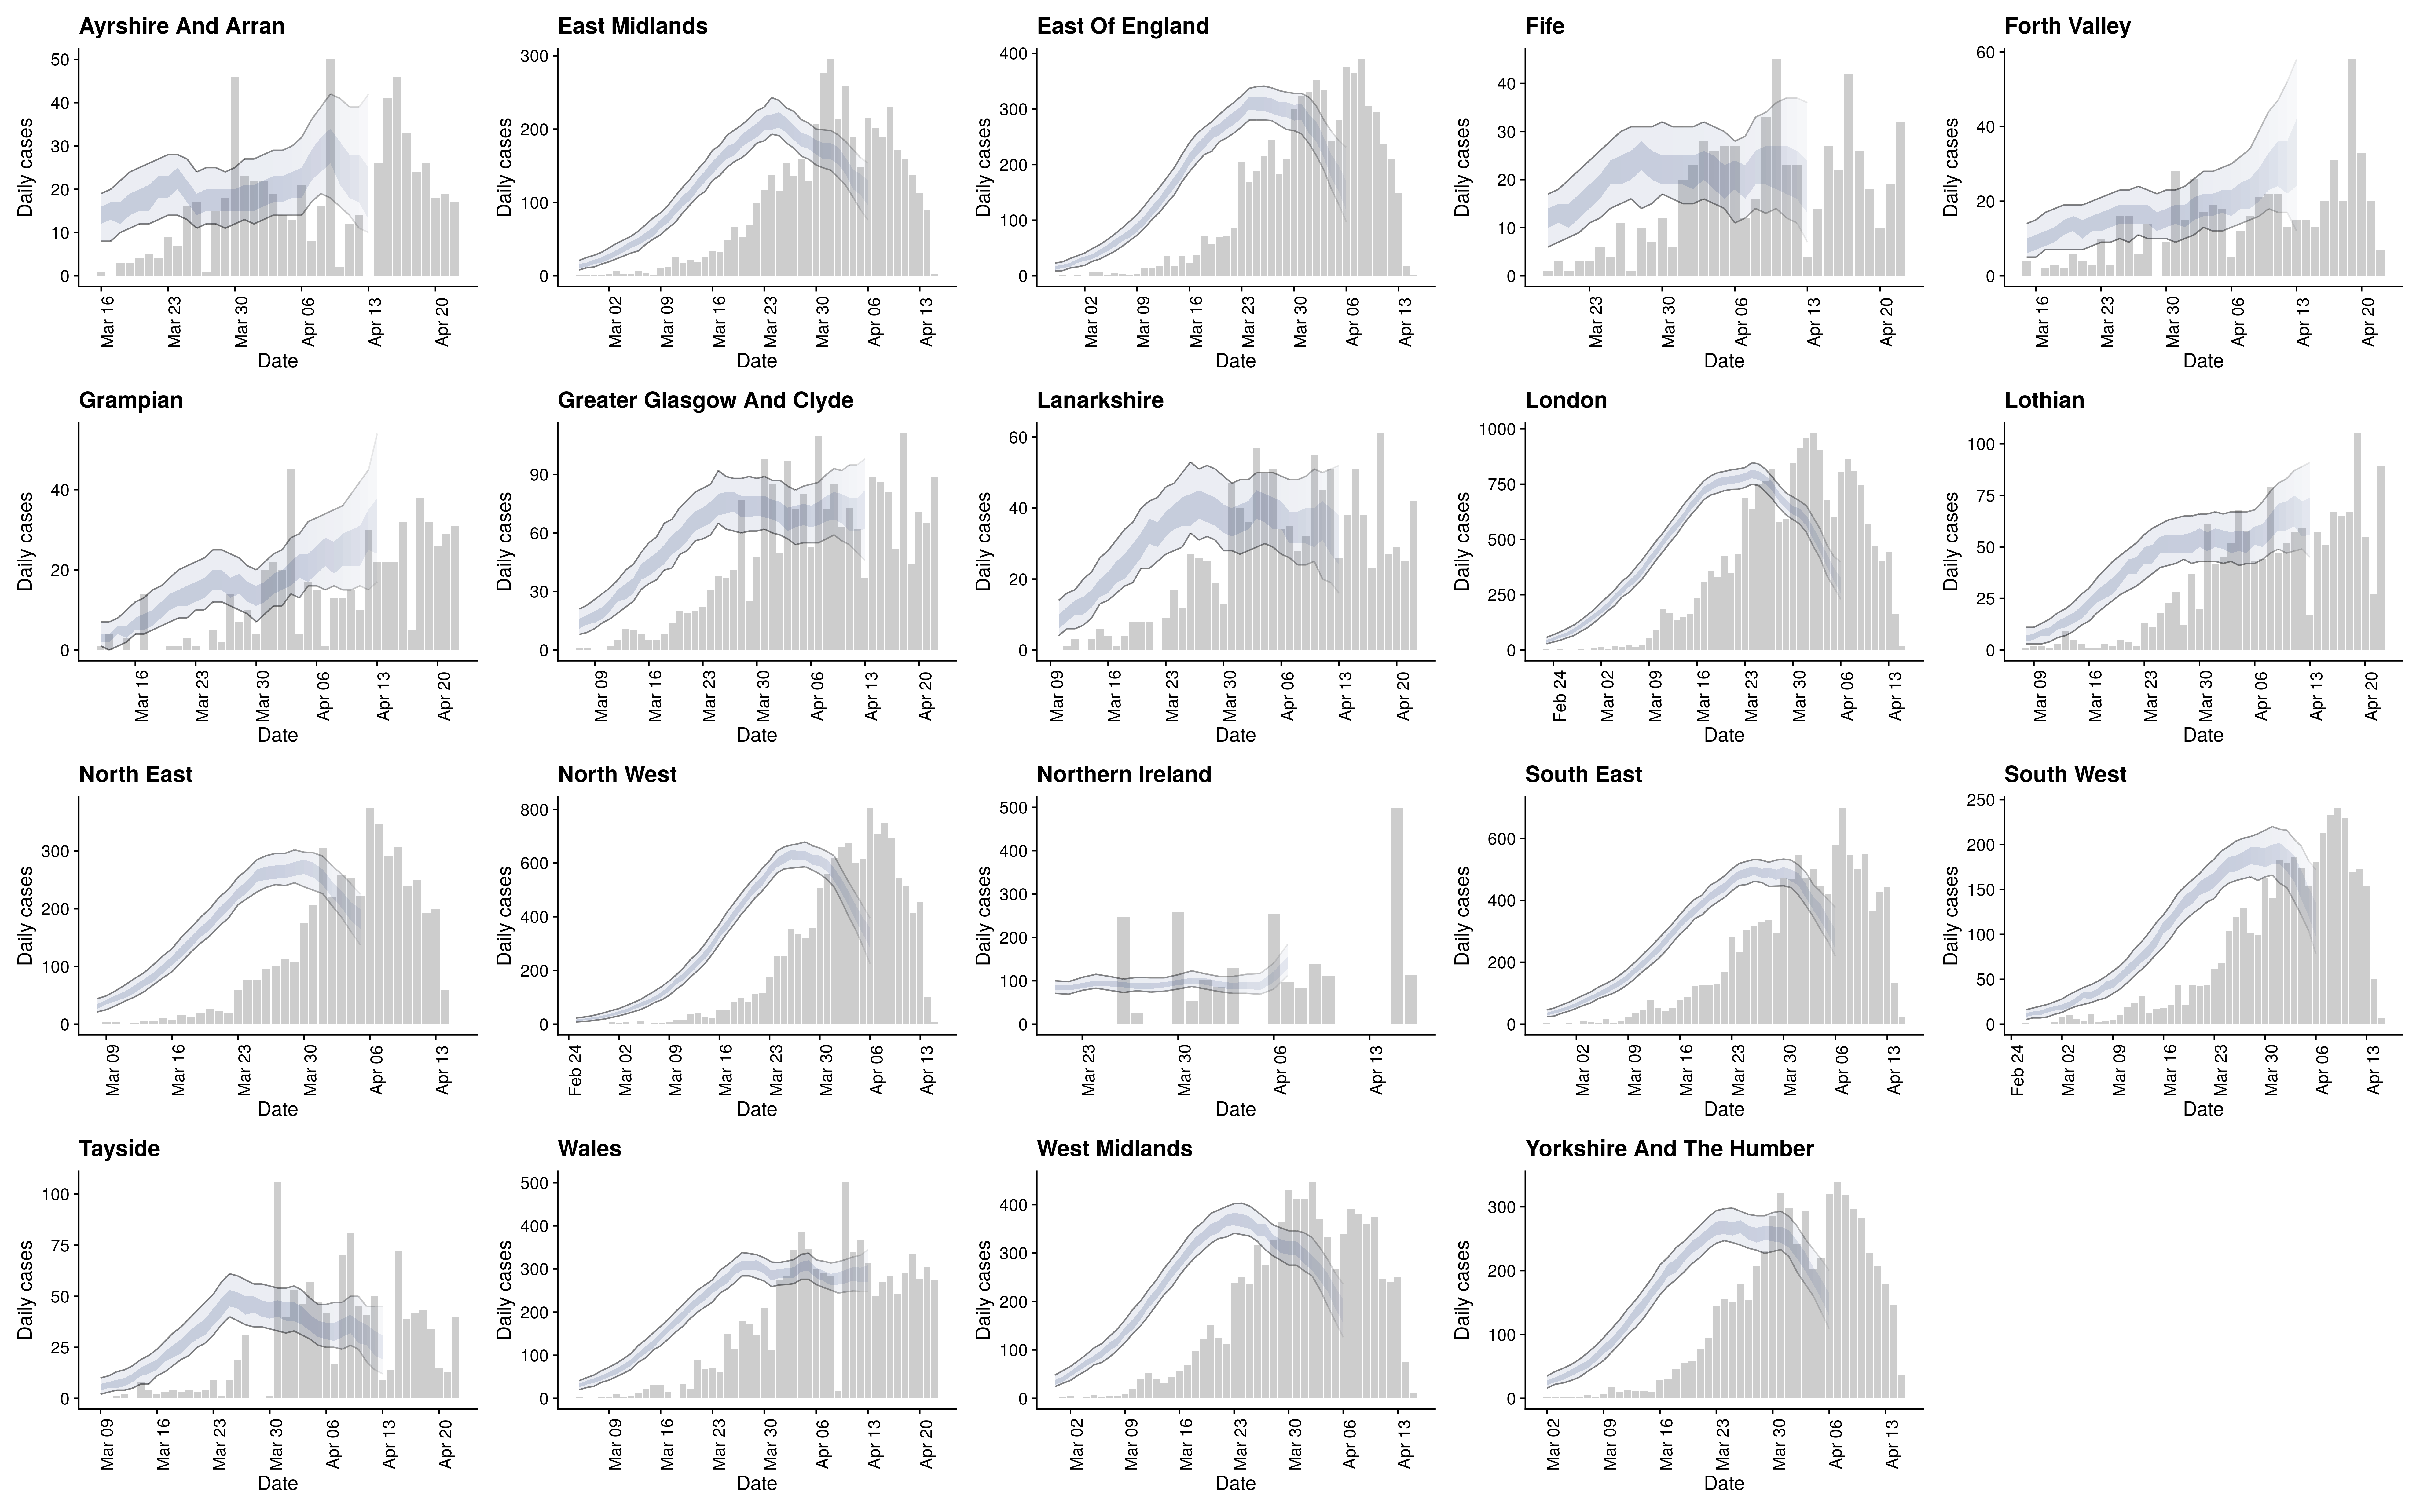 Ayrshire And Arran
Daily cases
50
40
30
20
10
0
Mar 16
Mar 23
Mar 30
Apr 06
Apr 13
Apr 20
Date
East Midlands
Daily cases
300
200
100
0
Mar 02
Mar 09
Mar 16
Mar 23
Mar 30
Apr 06
Apr 13
Date
East Of England
Daily cases
400
300
200
100
0
Mar 02
Mar 09
Mar 16
Mar 23
Mar 30
Apr 06
Apr 13
Date
Fife
Daily cases
40
30
20
10
0
Mar 23
Mar 30
Apr 06
Apr 13
Apr 20
Date
Forth Valley
Daily cases
60
40
20
0
Mar 16
Mar 23
Mar 30
Apr 06
Apr 13
Apr 20
Date
Grampian
Daily cases
40
20
0
Mar 16
Mar 23
Mar 30
Apr 06
Apr 13
Apr 20
Date
Greater Glasgow And Clyde
Daily cases
90
60
30
0
Mar 09
Mar 16
Mar 23
Mar 30
Apr 06
Apr 13
Apr 20
Date
Lanarkshire
Daily cases
60
40
20
0
Mar 09
Mar 16
Mar 23
Mar 30
Apr 06
Apr 13
Apr 20
Date
London
Daily cases
1000
750
500
250
0
Feb 24
Mar 02
Mar 09
Mar 16
Mar 23
Mar 30
Apr 06
Apr 13
Date
Lothian
Daily cases
100
75
50
25
0
Mar 09
Mar 16
Mar 23
Mar 30
Apr 06
Apr 13
Apr 20
Date
North East
Daily cases
300
200
100
0
Mar 09
Mar 16
Mar 23
Mar 30
Apr 06
Apr 13
Date
North West
Daily cases
800
600
400
200
0
Feb 24
Mar 02
Mar 09
Mar 16
Mar 23
Mar 30
Apr 06
Apr 13
Date
Northern Ireland
Daily cases
500
400
300
200
100
0
Mar 23
Mar 30
Apr 06
Apr 13
Date
South East
Daily cases
600
400
200
0
Mar 02
Mar 09
Mar 16
Mar 23
Mar 30
Apr 06
Apr 13
Date
South West
Daily cases
250
200
150
100
50
0
Feb 24
Mar 02
Mar 09
Mar 16
Mar 23
Mar 30
Apr 06
Apr 13
Date
Tayside
Daily cases
100
75
50
25
0
Mar 09
Mar 16
Mar 23
Mar 30
Apr 06
Apr 13
Apr 20
Date
Wales
Daily cases
500
400
300
200
100
0
Mar 09
Mar 16
Mar 23
Mar 30
Apr 06
Apr 13
Apr 20
Date
West Midlands
Daily cases
400
300
200
100
0
Mar 02
Mar 09
Mar 16
Mar 23
Mar 30
Apr 06
Apr 13
Date
Yorkshire And The Humber
Daily cases
300
200
100
0
Mar 02
Mar 09
Mar 16
Mar 23
Mar 30
Apr 06
Apr 13
Date